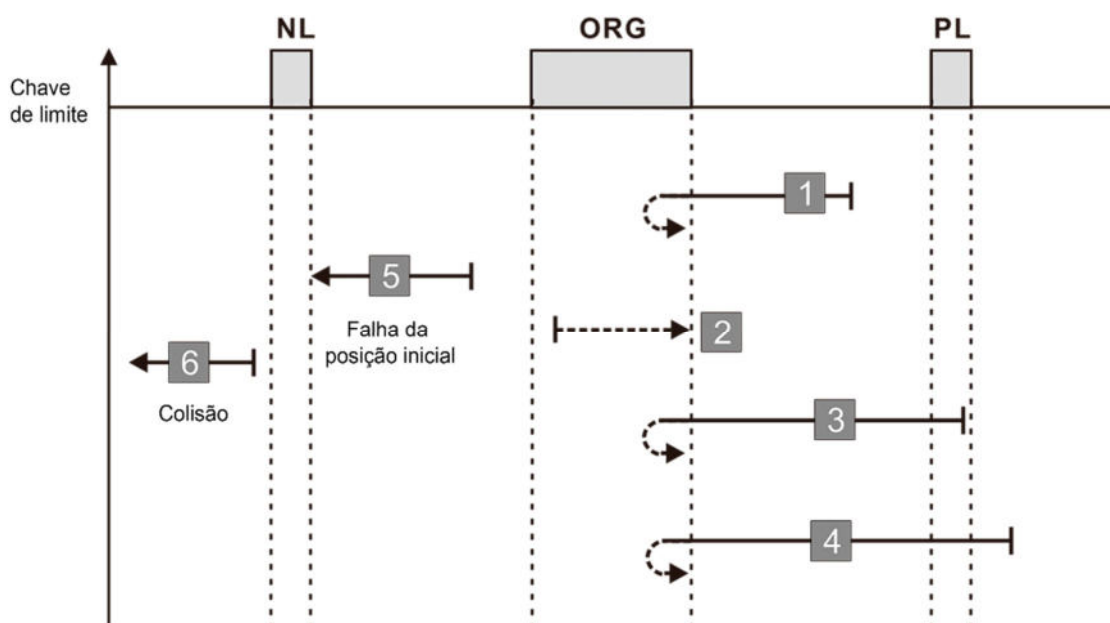 NL
ORG
PL
Chave
de limite
1
5
Falha da
posição inicial
2
6
Colisão
3
4